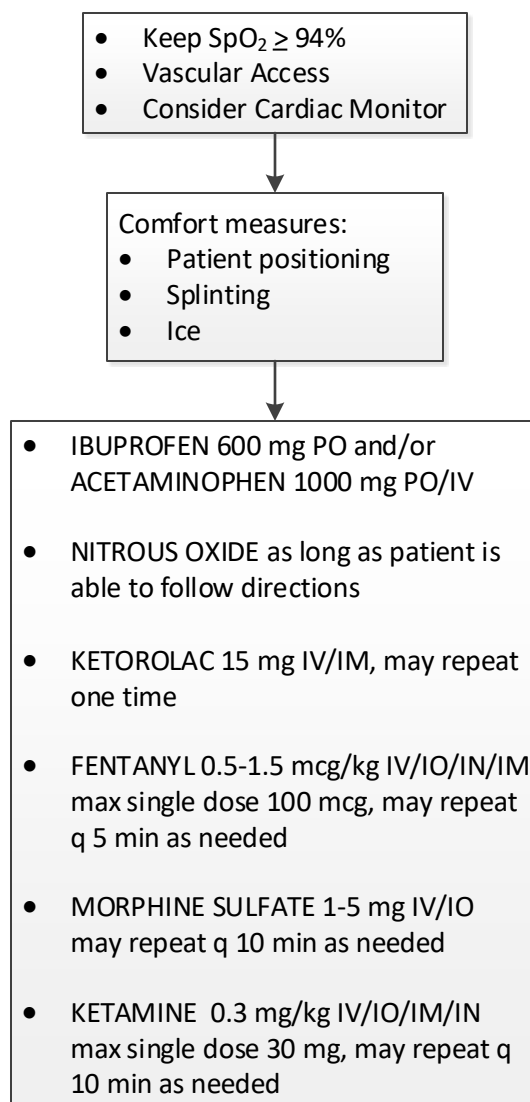 • Keep SpO₂ ≥ 94%
• Vascular Access
• Consider Cardiac Monitor
Comfort measures:
• Patient positioning
• Splinting
• Ice
• IBUPROFEN 600 mg PO and/or
ACETAMINOPHEN 1000 mg PO/IV
• NITROUS OXIDE as long as patient is
able to follow directions
• KETOROLAC 15 mg IV/IM, may repeat
one time
• FENTANYL 0.5-1.5 mcg/kg IV/IO/IN/IM
max single dose 100 mcg, may repeat
q 5 min as needed
• MORPHINE SULFATE 1-5 mg IV/IO
may repeat q 10 min as needed
• KETAMINE 0.3 mg/kg IV/IO/IM/IN
max single dose 30 mg, may repeat q
10 min as needed